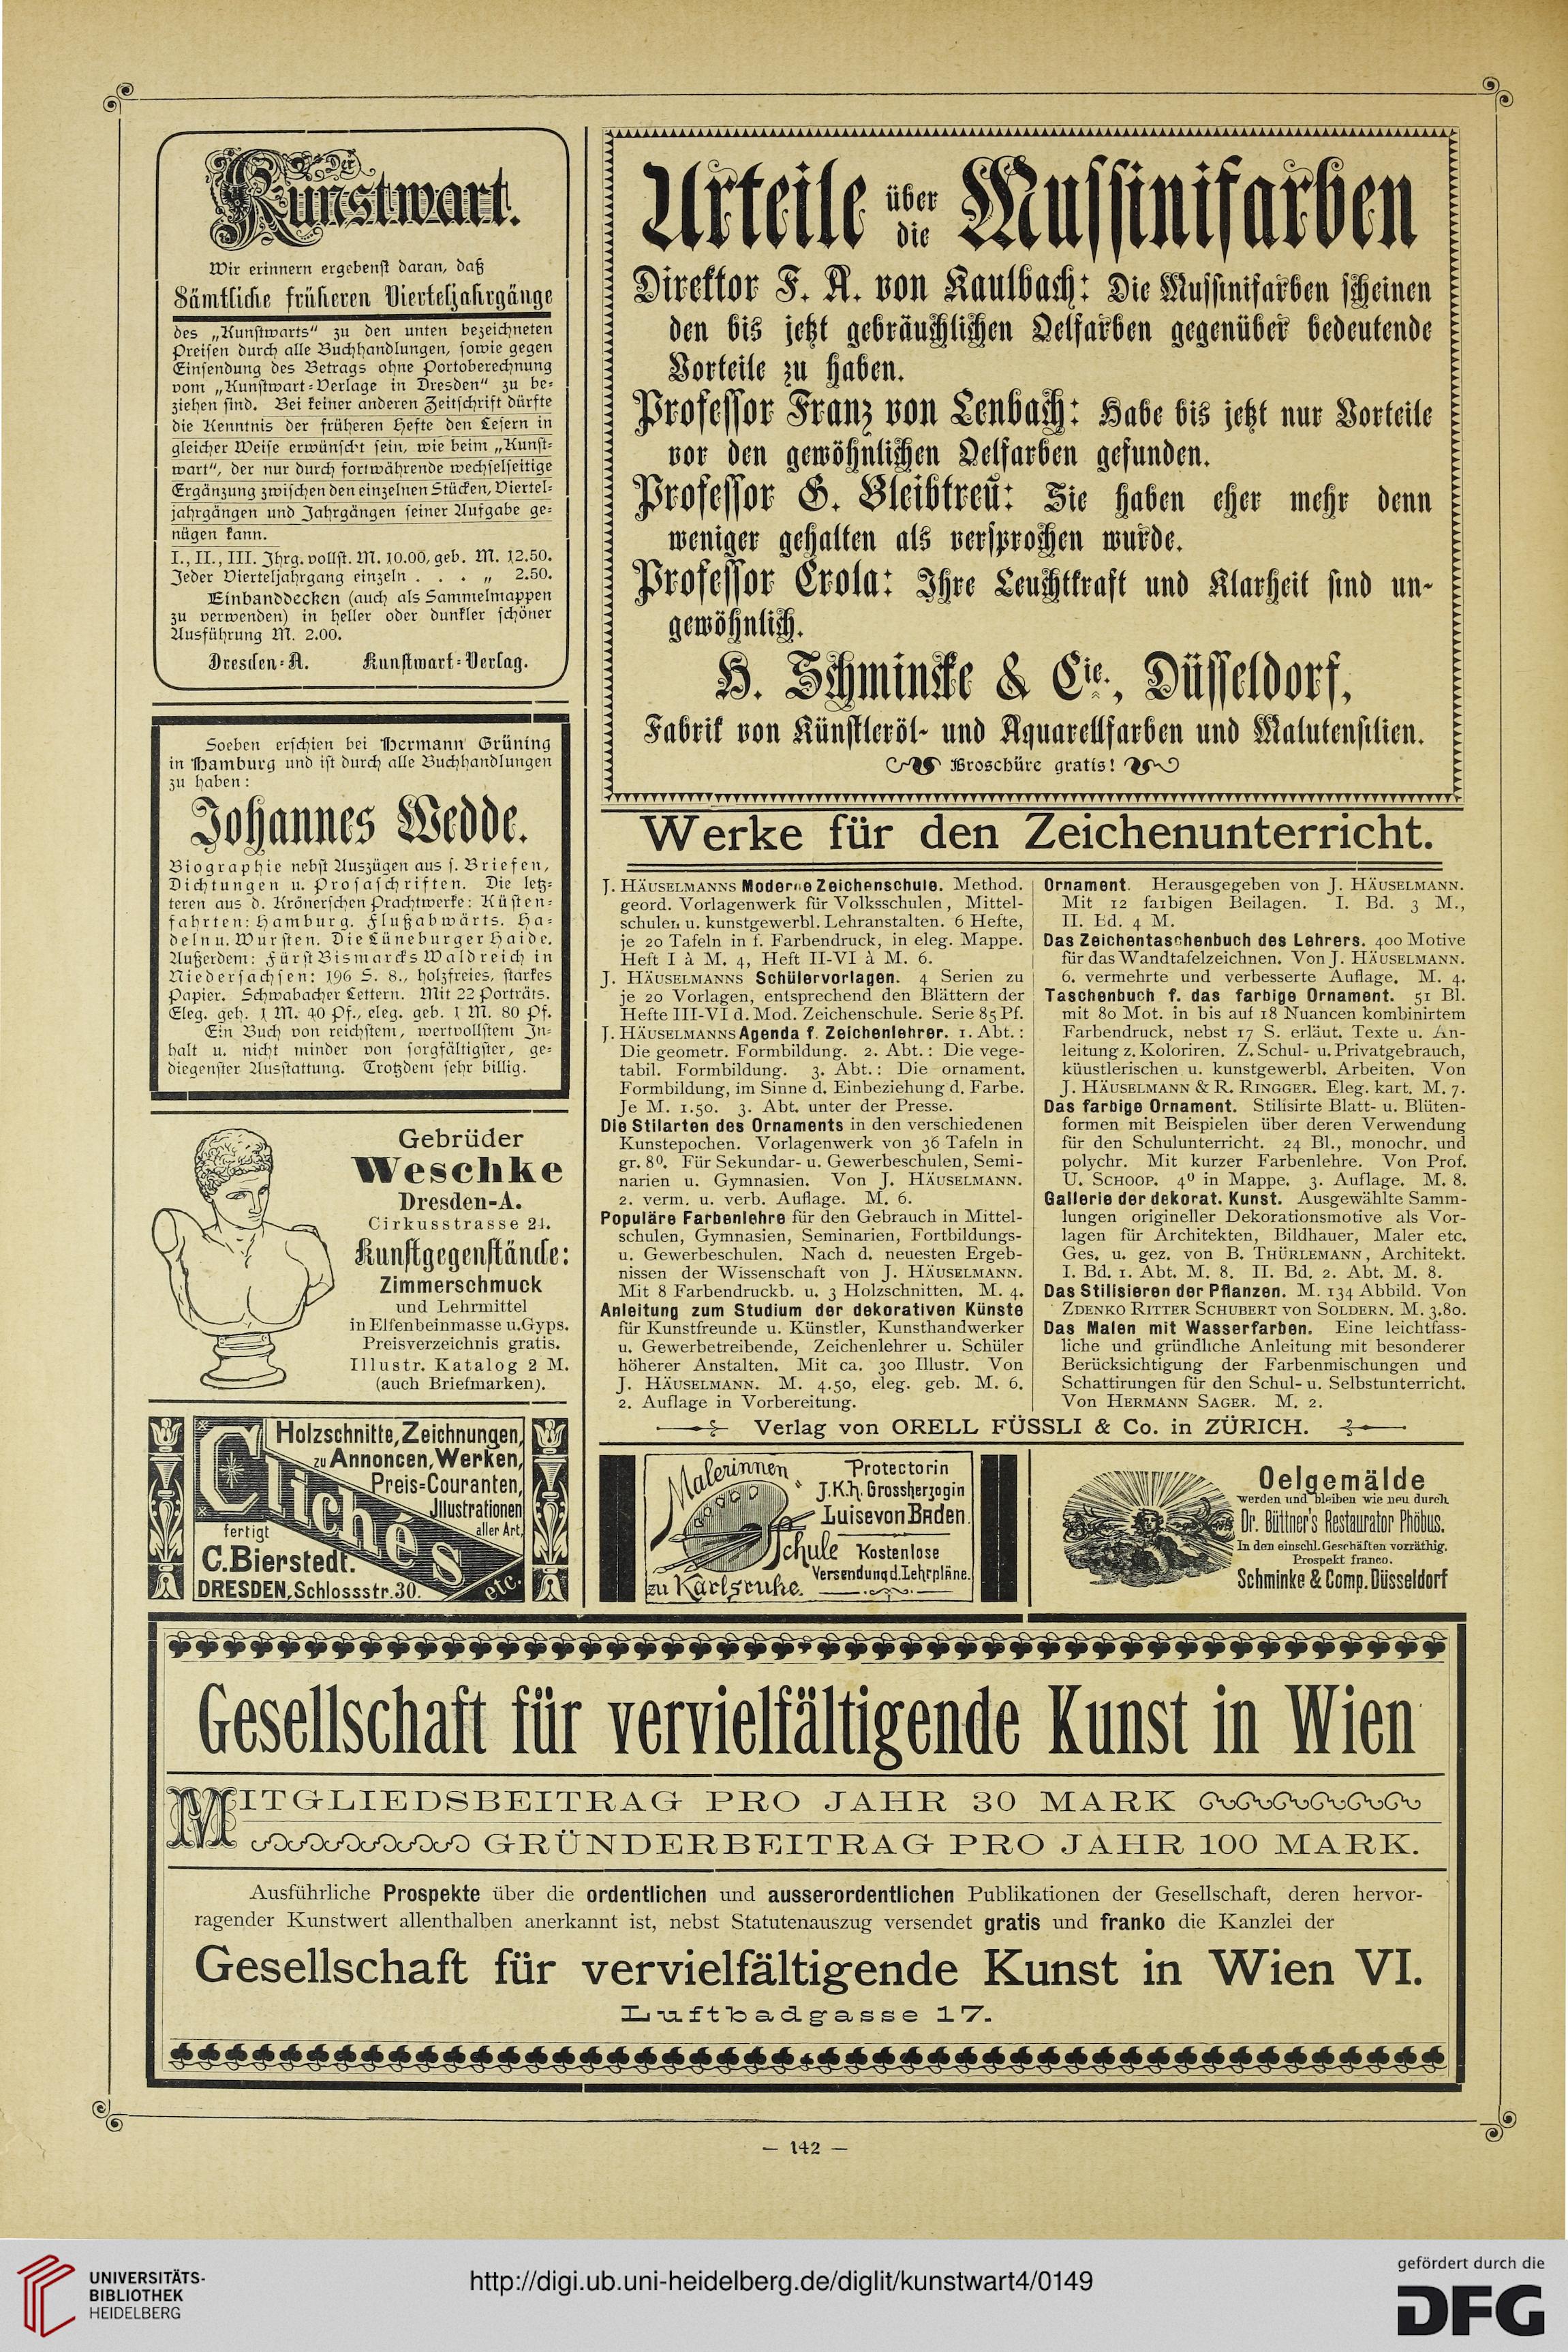 Der
Kunstwart.
Wir erinnern ergebenst daran, daß
Sämtliche früheren Vierteljahrgänge
des „Kunstwarts“ zu den unten bezeichneten
Preisen durch alle Buchhandlungen, sowie gegen
Einsendung des Betrags ohne Portoberechnung
vom „Kunstwart-Verlage in Dresden“ zu be-
ziehen sind. Bei keiner anderen Zeitschrift dürfte
die Kenntnis der früheren Hefte den Lesern in
gleicher Weise erwünscht sein, wie beim „Kunst-
wart“, der nur durch fortwährende wechselseitige
Ergänzung zwischen den einzelnen Stücken, Viertel-
jahrgängen und Jahrgängen seiner Aufgabe ge-
nügen kann.
I., II., III. Jhrg. vollst. M. 10.00, geb. M. 12.50.
Jeder Vierteljahrgang einzeln . . . „ 2.50.
Einbanddecken (auch als Sammelmappen
zu verwenden) in heller oder dunkler schöner
Ausführung M. 2.00.
Dresden-A. Kunstwart-Verlag.
Soeben erschien bei Hermann Grüning
in Hamburg und ist durch alle Buchhandlungen
zu haben:
Johannes Wedde.
Biographie nebst Auszügen aus s. Briefen,
Dichtungen u. Prosaschriften. Die letz-
teren aus d. Krönerschen Prachtwerke: Küsten-
fahrten: Hamburg. Flußabwärts. Ha-
deln u. Wursten. Die Lüneburger Haide.
Außerdem: Fürst Bismarcks Waldreich in
Niedersachsen: 196 S. 8., holzfreies, starkes
Papier. Schwabacher Lettern. Mit 22 Porträts.
Eleg. geh. 1 M. 40 Pf., eleg. geb. 1 M. 80 Pf.
Ein Buch von reichstem, wertvollstem In-
halt u. nicht minder von sorgfältigster, ge-
diegenster Ausstattung. Trotzdem sehr billig.
Gebrüder
Weschke
Dresden-A.
Cirkusstrasse 21.
Kunstgegenstände:
Zimmerschmuck
und Lehrmittel
in Elfenbeinmasse u. Gyps.
Preisverzeichnis gratis.
Illustr. Katalog 2 M.
(auch Briefmarken).
Holzschnitte, Zeichnungen,
zu Annoncen, Werken,
Preis-Couranten,
Jllustrationen
aller Art,
Clichés
etc.
fertigt
C. Bierstedt.
DRESDEN, Schlossstr. 30.
Urteile über die Mussinifarben
Direktor F. A. von Kaulbach: Die Mussinifarben scheinen
den bis jetzt gebräuchlichen Oelfarben gegenüber bedeutende
Vorteile zu haben.
Professor Franz von Lenbach: Habe bis jetzt nur Vorteile
vor den gewöhnlichen Oelfarben gefunden.
Professor G. Bleibtreu: Sie haben eher mehr denn
weniger gehalten als versprochen wurde.
Professor Crola: Ihre Leuchtkraft und Klarheit sind un-
gewöhnlich.
H. Schmincke & Cie., Düsseldorf,
Fabrik von Künstleröl- und Aquarellfarben und Malutensilien.
Broschüre gratis!
Werke für den Zeichenunterricht.
J. HÄUSELMANNS Moderne Zeichenschule. Method.
geord. Vorlagenwerk für Volksschulen, Mittel-
schulen u. kunstgewerbl. Lehranstalten. 6 Hefte,
je 20 Tafeln in f. Farbendruck, in eleg. Mappe.
Heft I à M. 4, Heft II-VI à M. 6.
J. HÄUSELMANNS Schülervorlagen. 4 Serien zu
je 20 Vorlagen, entsprechend den Blättern der
Hefte III-VI d. Mod. Zeichenschule. Serie 85 Pf.
J. HÄUSELMANNS Agenda f. Zeichenlehrer. 1. Abt.:
Die geometr. Formbildung. 2. Abt.: Die vege-
tabil. Formbildung. 3. Abt.: Die ornament.
Formbildung, im Sinne d. Einbeziehung d. Farbe.
Je M. 1.50. 3. Abt. unter der Presse.
Die Stilarten des Ornaments in den verschiedenen
Kunstepochen. Vorlagenwerk von 36 Tafeln in
gr. 8⁰. Für Sekundar- u. Gewerbeschulen, Semi-
narien u. Gymnasien. Von J. HÄUSELMANN.
2. verm. u. verb. Auflage. M. 6.
Populäre Farbenlehre für den Gebrauch in Mittel-
schulen, Gymnasien, Seminarien, Fortbildungs-
u. Gewerbeschulen. Nach d. neuesten Ergeb-
nissen der Wissenschaft von J. HÄUSELMANN.
Mit 8 Farbendruckb. u. 3 Holzschnitten. M. 4.
Anleitung zum Studium der dekorativen Künste
für Kunstfreunde u. Künstler, Kunsthandwerker
u. Gewerbetreibende, Zeichenlehrer u. Schüler
höherer Anstalten. Mit ca. 300 Illustr. Von
J. HÄUSELMANN. M. 4.50, eleg. geb. M. 6.
2. Auflage in Vorbereitung.
Ornament. Herausgegeben von J. HÄUSELMANN.
Mit 12 farbigen Beilagen. I. Bd. 3 M.,
II. Bd. 4 M.
Das Zeichentaschenbuch des Lehrers. 400 Motive
für das Wandtafelzeichnen. Von J. HÄUSELMANN.
6. vermehrte und verbesserte Auflage. M. 4.
Taschenbuch f. das farbige Ornament. 51 Bl.
mit 80 Mot. in bis auf 18 Nuancen kombinirtem
Farbendruck, nebst 17 S. erläut. Texte u. An-
leitung z. Koloriren. Z. Schul- u. Privatgebrauch,
küustlerischen u. kunstgewerbl. Arbeiten. Von
J. HÄUSELMANN & R. RINGGER. Eleg. kart. M. 7.
Das farbige Ornament. Stilisirte Blatt- u. Blüten-
formen mit Beispielen über deren Verwendung
für den Schulunterricht. 24 Bl., monochr. und
polychr. Mit kurzer Farbenlehre. Von Prof.
U. SCHOOP. 4⁰ in Mappe. 3. Auflage. M. 8.
Gallerie der dekorat. Kunst. Ausgewählte Samm-
lungen origineller Dekorationsmotive als Vor-
lagen für Architekten, Bildhauer, Maler etc.
Ges. u. gez. von B. THÜRLEMANN, Architekt.
I. Bd. 1. Abt. M. 8. II. Bd. 2. Abt. M. 8.
Das Stilisieren der Pflanzen. M. 134 Abbild. Von
ZDENKO RITTER SCHUBERT VON SOLDERN. M. 3.80.
Das Malen mit Wasserfarben. Eine leichtfass-
liche und gründliche Anleitung mit besonderer
Berücksichtigung der Farbenmischungen und
Schattirungen für den Schul- u. Selbstunterricht.
Von HERMANN SAGER. M. 2.
Verlag von ORELL FÜSSLI & Co. in ZÜRICH.
Malerinnen
Schule
zu Karlsruhe.
Protectorin
J.K.H. Grossherzogin
Luise von Baden.
Kostenlose
Versendung d. Lehrpläne.
Oelgemälde
werden und bleiben wie neu durch
Dr. Büttner's Restaurator Phöbus.
In den einschl. Geschäften vorräthig.
Prospekt franco.
Schminke & Comp. Düsseldorf
Gesellschaft für vervielfältigende Kunst in Wien
MITGLIEDSBEITRAG PRO JAHR 30 MARK
GRÜNDERBEITRAG PRO JAHR 100 MARK.
Ausführliche Prospekte über die ordentlichen und ausserordentlichen Publikationen der Gesellschaft, deren hervor-
ragender Kunstwert allenthalben anerkannt ist, nebst Statutenauszug versendet gratis und franko die Kanzlei der
Gesellschaft für vervielfältigende Kunst in Wien VI.
Luftbadgasse 17.
— 142 —
UNIVERSITÄTS-
BIBLIOTHEK
HEIDELBERG
http://digi.ub.uni-heidelberg.de/diglit/kunstwart4/0149
gefördert durch die
DFG